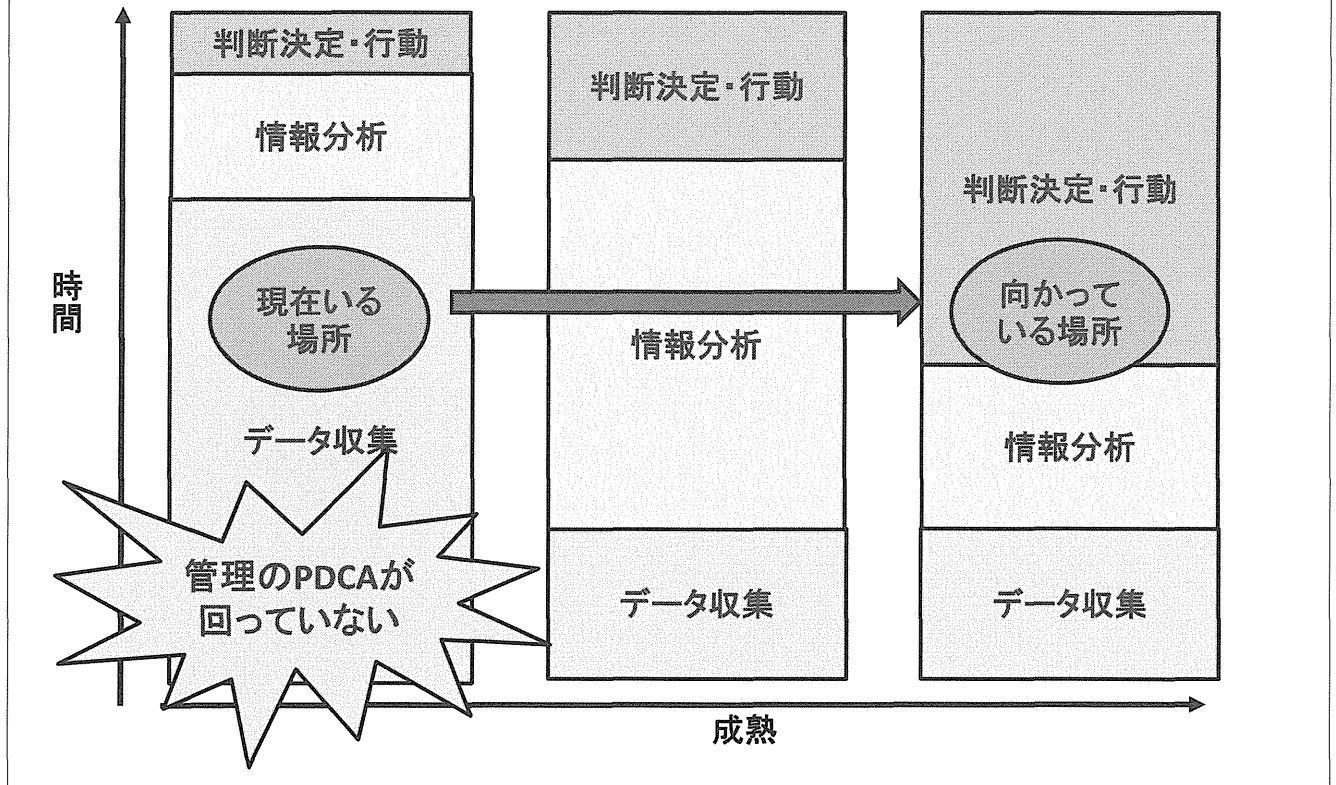 時間
判断決定・行動
情報分析
現在いる
場所
データ収集
管理のPDCAが
回っていない
判断決定・行動
情報分析
データ収集
判断決定・行動
向かって
いる場所
情報分析
データ収集
成熟